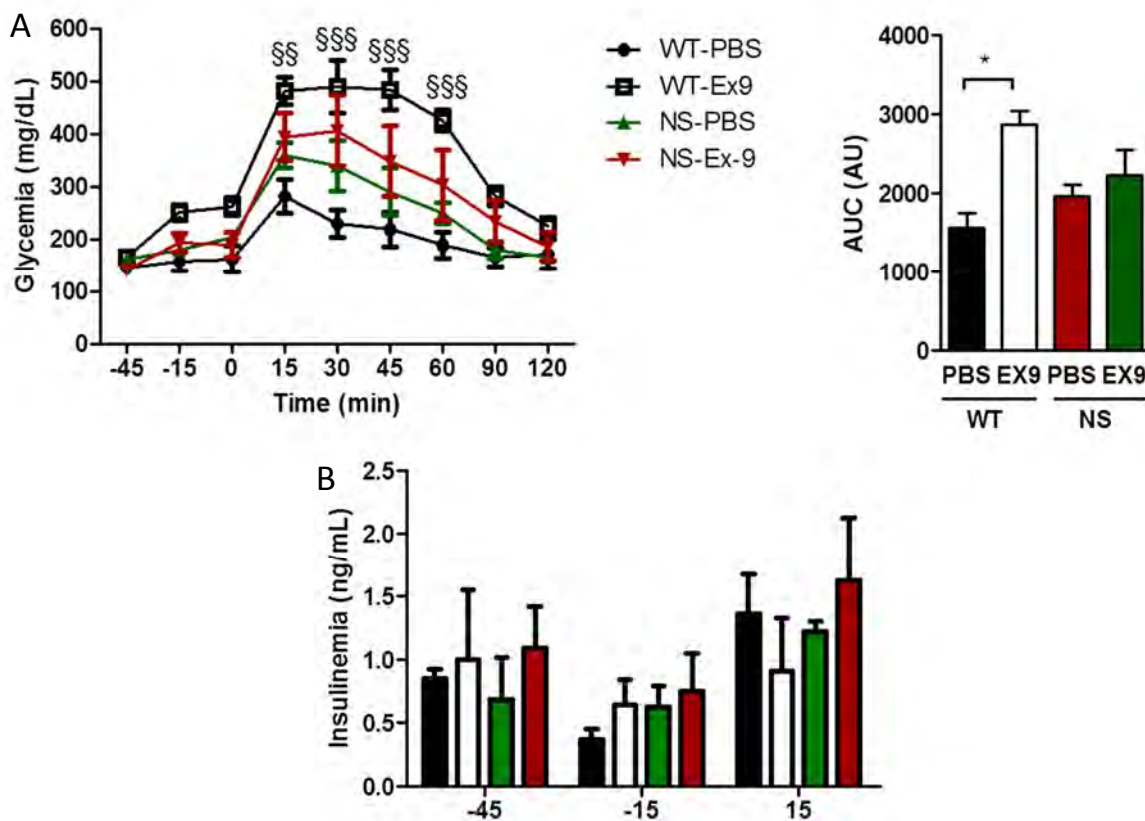 A
Glycemia (mg/dL)
600
500
400
300
200
100
0
§§
§§§
§§§
§§§
-45 -15 0 15 30 45 60 90 120
Time (min)
WT-PBS
WT-Ex9
NS-PBS
NS-Ex-9
AUC (AU)
4000
3000
2000
1000
0
*
PBS EX9 PBS EX9
WT NS
B
Insulinemia (ng/mL)
2.5
2.0
1.5
1.0
0.5
0.0
-45 -15 15